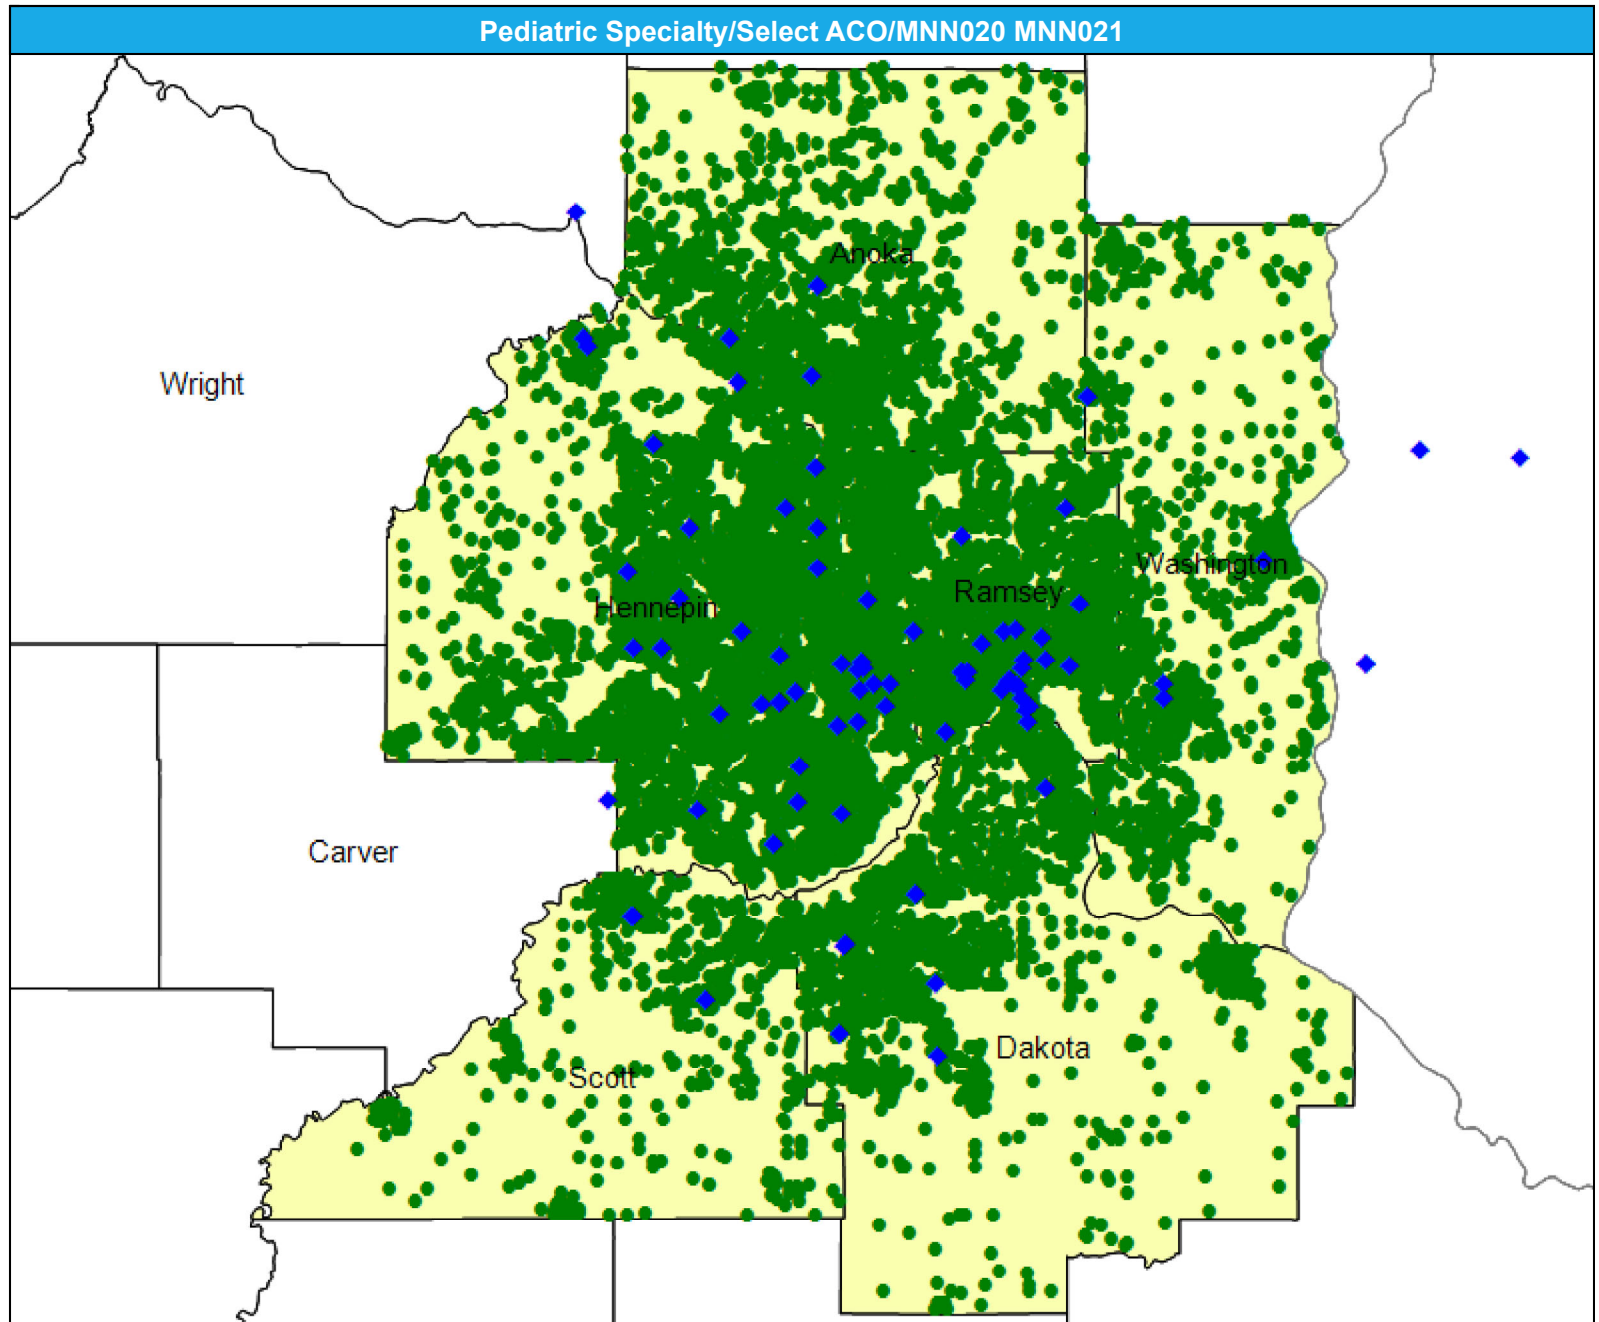 Pediatric Specialty/Select ACO/MNN020 MNN021
Anoka
Wright
Washington
Ramsey
Hennepin
Carver
Dakota
Scott